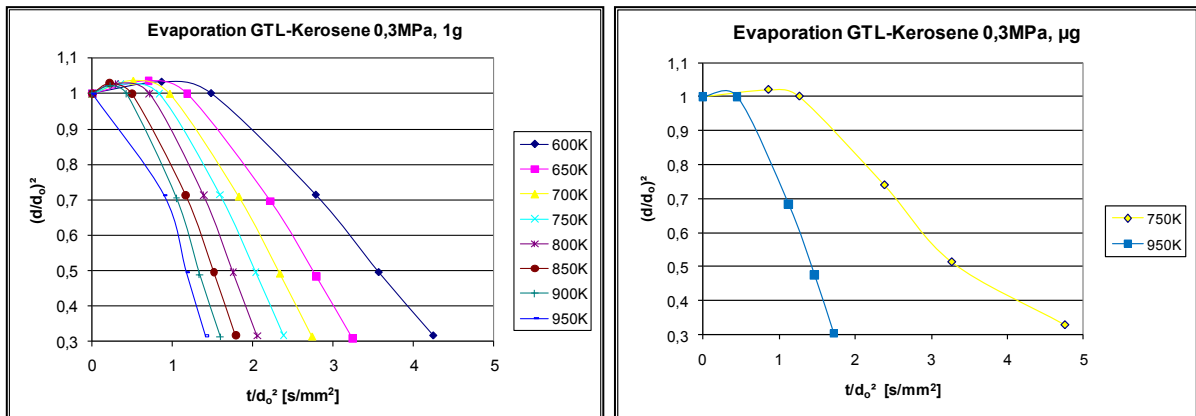 Evaporation GTL-Kerosene 0,3MPa, 1g
1,1
1
0,9
0,8
0,7
0,6
0,5
0,4
0,3
(d/dₒ)²
0 1 2 3 4 5
t/dₒ² [s/mm²]
600K
650K
700K
750K
800K
850K
900K
950K
Evaporation GTL-Kerosene 0,3MPa, µg
1,1
1
0,9
0,8
0,7
0,6
0,5
0,4
0,3
(d/dₒ)²
0 1 2 3 4 5
t/dₒ² [s/mm²]
750K
950K